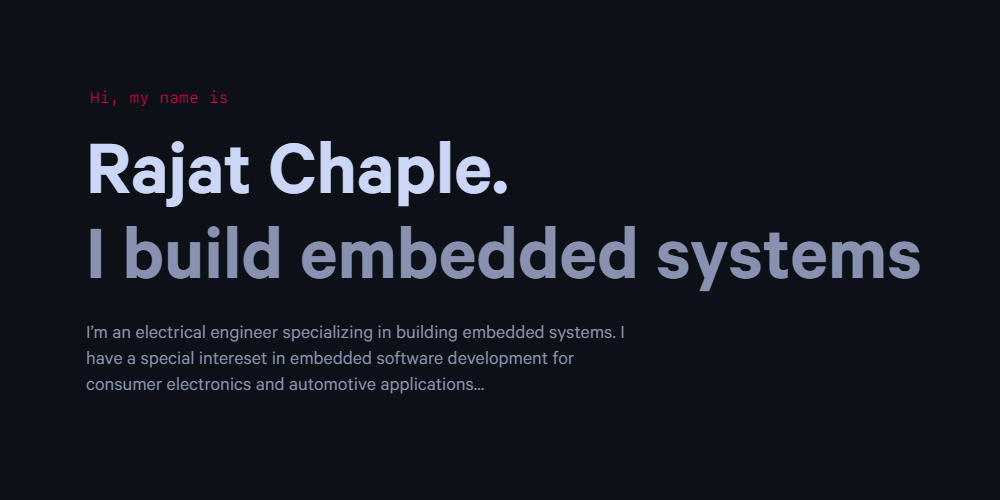 Hi, my name is
Rajat Chaple.
I build embedded systems
I'm an electrical engineer specializing in building embedded systems. I
have a special intereset in embedded software development for
consumer electronics and automotive applications...